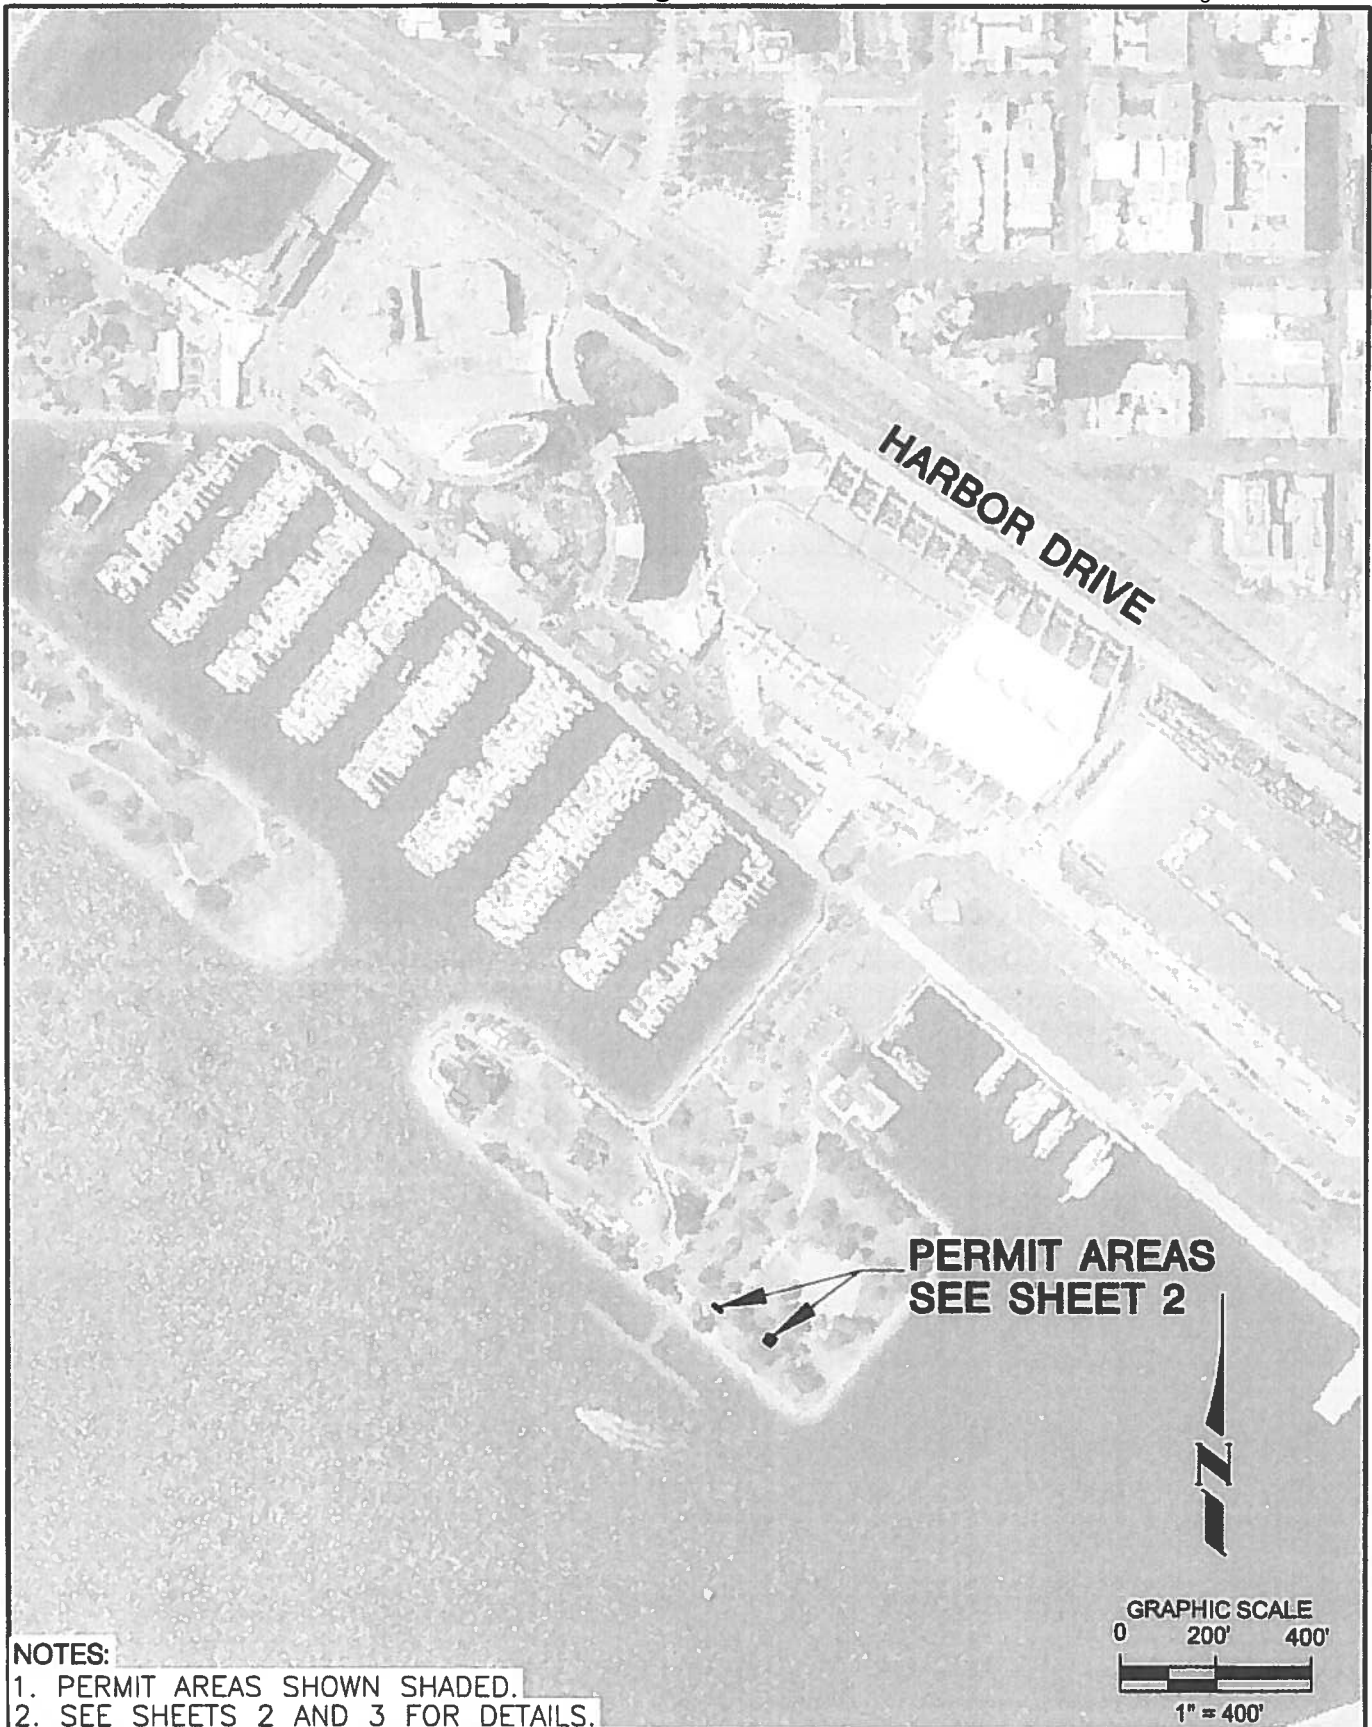 HARBOR DRIVE
PERMIT AREAS
SEE SHEET 2
N
GRAPHIC SCALE
0 200' 400'
1" = 400'
NOTES:
1. PERMIT AREAS SHOWN SHADED.
2. SEE SHEETS 2 AND 3 FOR DETAILS.